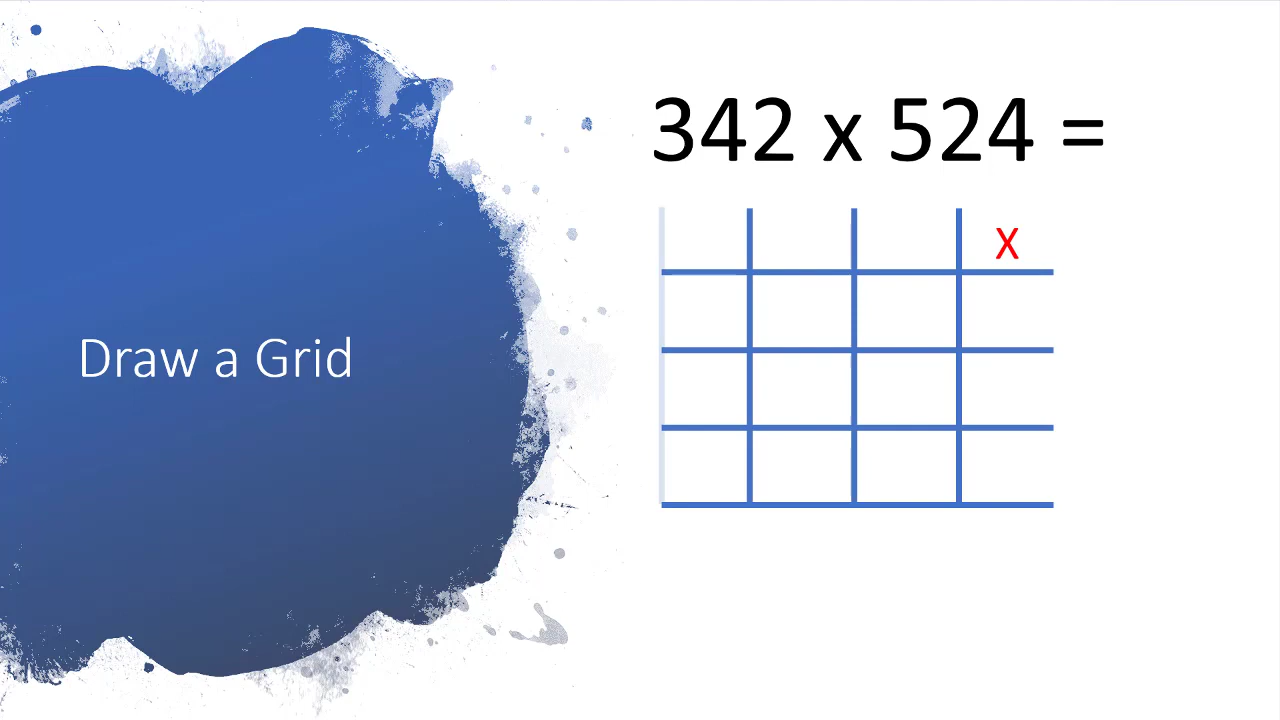 342 x 524 =
X
Draw a Grid